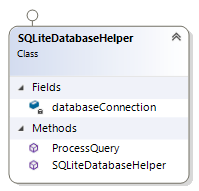 SQLiteDatabaseHelper
Class
Fields
databaseConnection
Methods
ProcessQuery
SQLiteDatabaseHelper